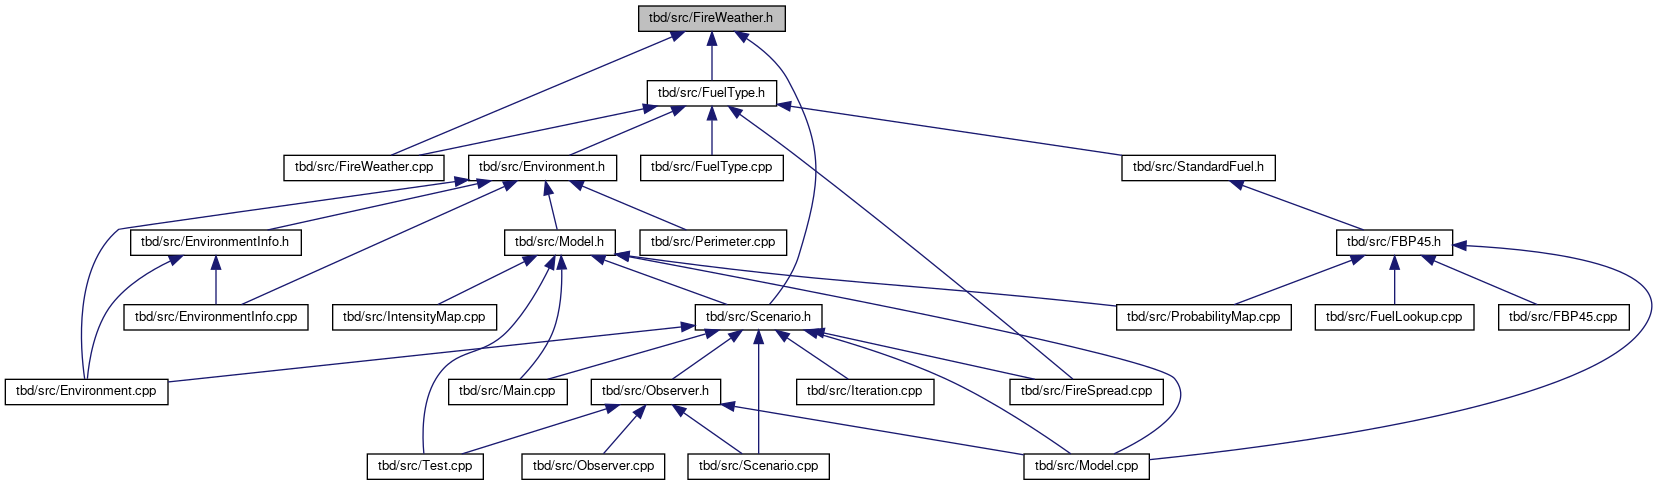 tbd/src/FireWeather.h
tbd/src/FuelType.h
tbd/src/FireWeather.cpp
tbd/src/Environment.h
tbd/src/FuelType.cpp
tbd/src/StandardFuel.h
tbd/src/EnvironmentInfo.h
tbd/src/Model.h
tbd/src/Perimeter.cpp
tbd/src/FBP45.h
tbd/src/EnvironmentInfo.cpp
tbd/src/IntensityMap.cpp
tbd/src/Scenario.h
tbd/src/ProbabilityMap.cpp
tbd/src/FuelLookup.cpp
tbd/src/FBP45.cpp
tbd/src/Environment.cpp
tbd/src/Main.cpp
tbd/src/Observer.h
tbd/src/Iteration.cpp
tbd/src/FireSpread.cpp
tbd/src/Test.cpp
tbd/src/Observer.cpp
tbd/src/Scenario.cpp
tbd/src/Model.cpp